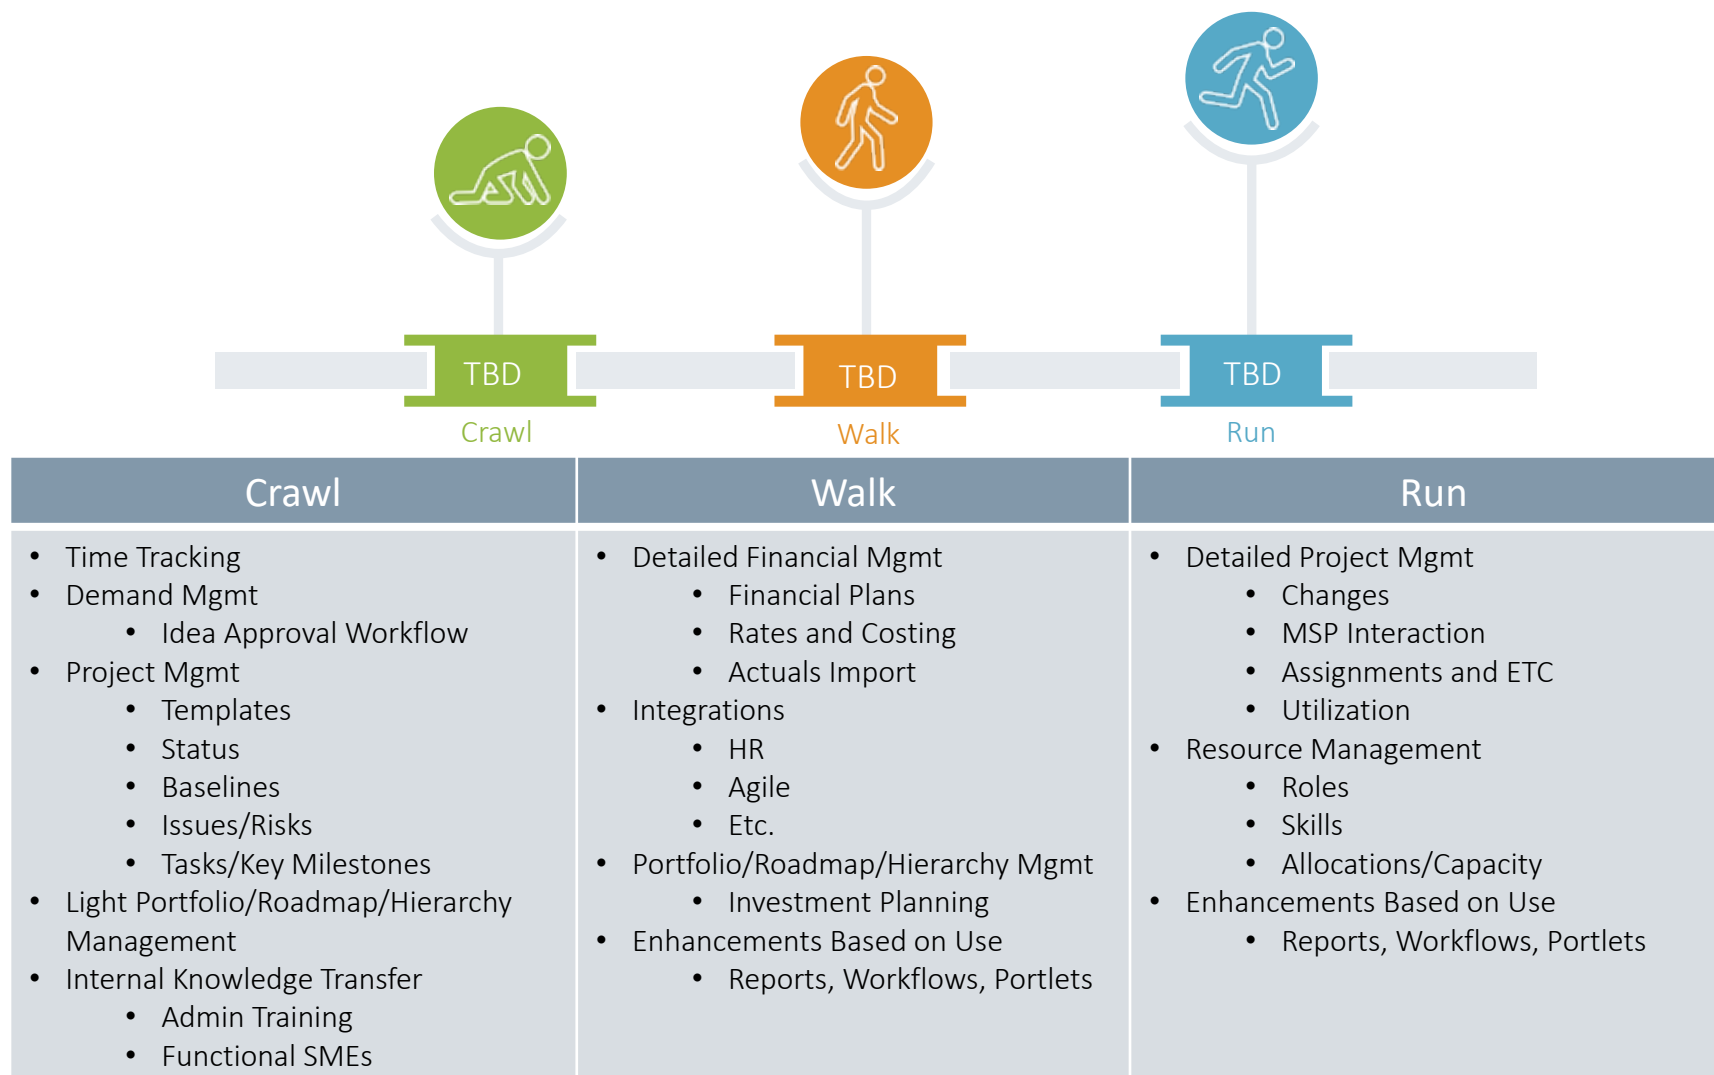 TBD
TBD
TBD
Crawl
Walk
Run
Crawl
Walk
Run
• Time Tracking
• Demand Mgmt
• Idea Approval Workflow
• Project Mgmt
• Templates
• Status
• Baselines
• Issues/Risks
• Tasks/Key Milestones
• Light Portfolio/Roadmap/Hierarchy
Management
• Internal Knowledge Transfer
• Admin Training
• Functional SMEs
• Detailed Financial Mgmt
• Financial Plans
• Rates and Costing
• Actuals Import
• Integrations
• HR
• Agile
• Etc.
• Portfolio/Roadmap/Hierarchy Mgmt
• Investment Planning
• Enhancements Based on Use
• Reports, Workflows, Portlets
• Detailed Project Mgmt
• Changes
• MSP Interaction
• Assignments and ETC
• Utilization
• Resource Management
• Roles
• Skills
• Allocations/Capacity
• Enhancements Based on Use
• Reports, Workflows, Portlets